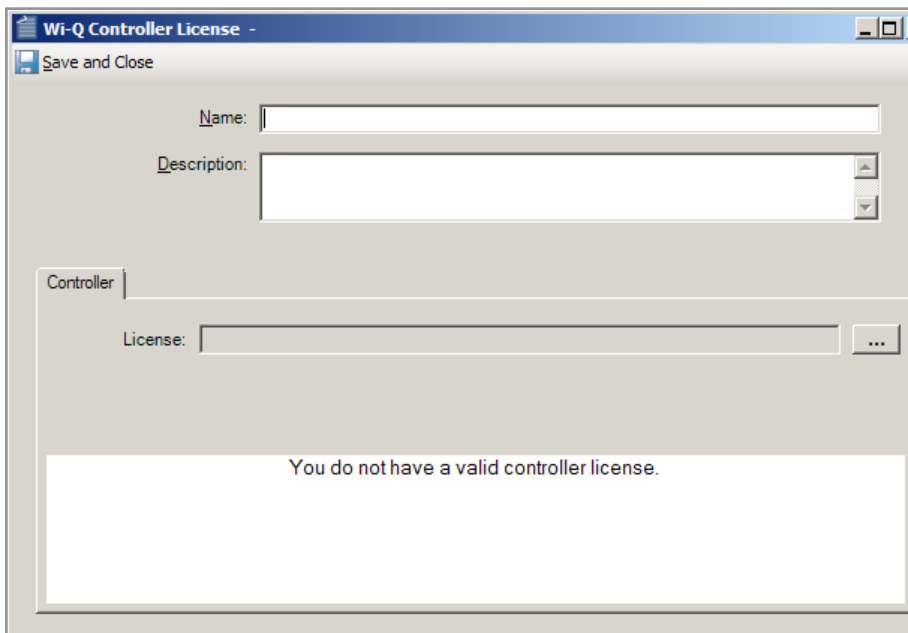 Wi-Q Controller License -
Save and Close
Name:
Description:
Controller
License:
...
You do not have a valid controller license.